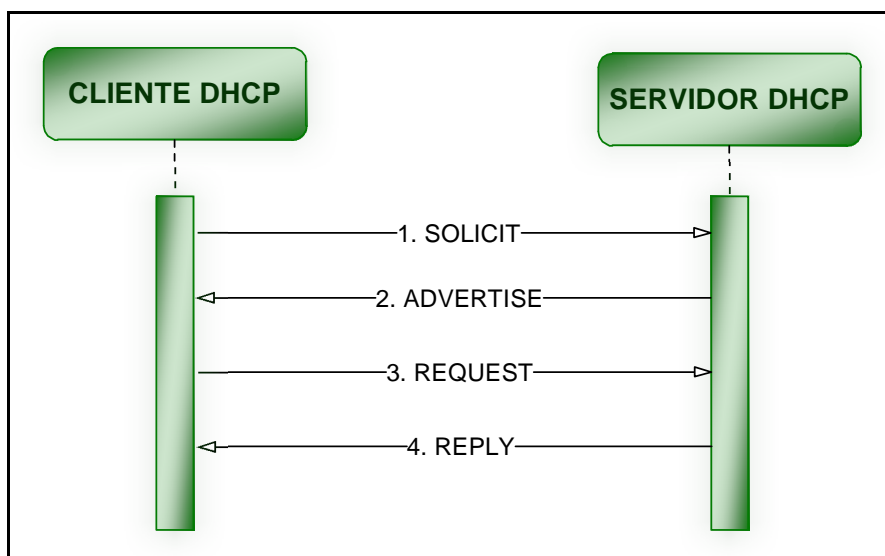 CLIENTE DHCP
SERVIDOR DHCP
1. SOLICIT
2. ADVERTISE
3. REQUEST
4. REPLY